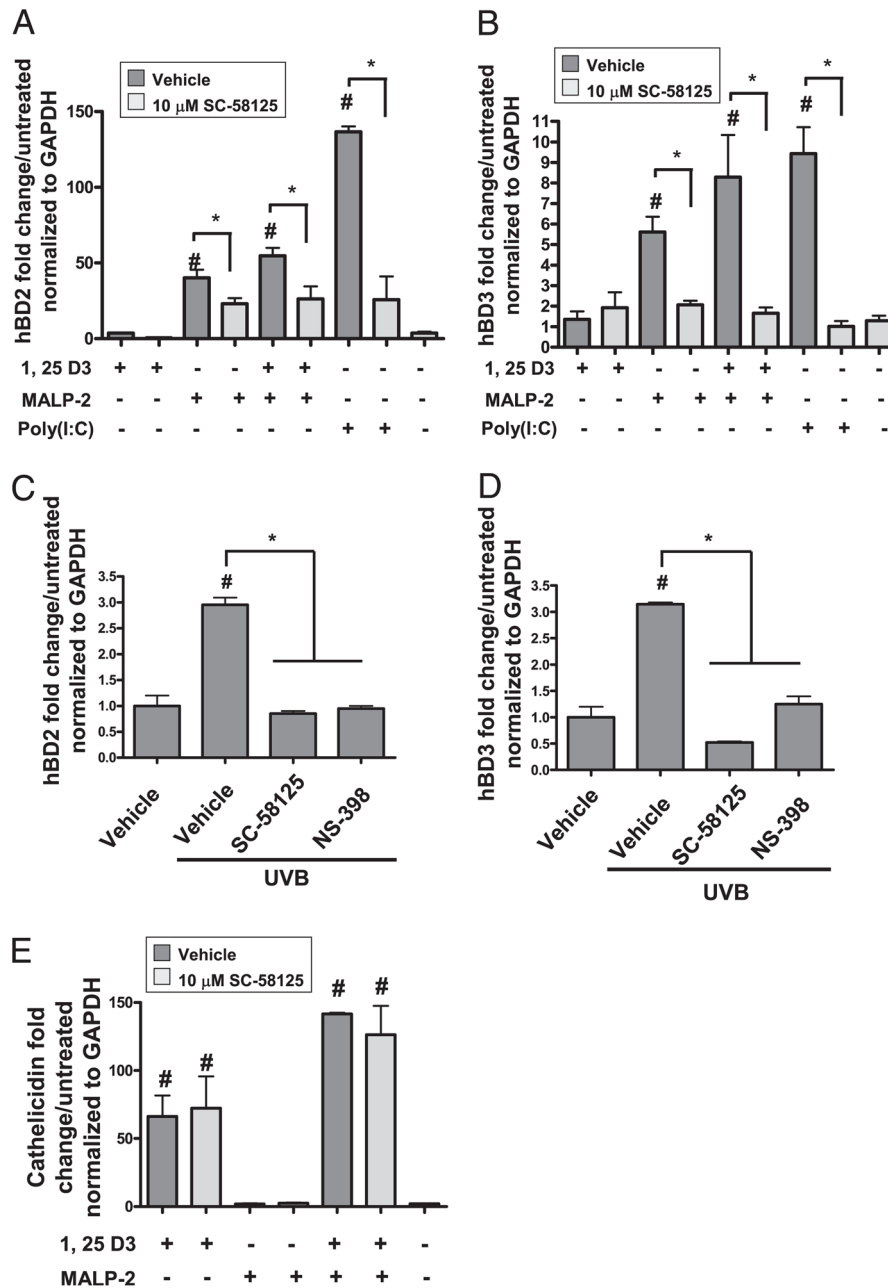 A
Vehicle
10 μM SC-58125
hBD2 fold change/untreated
normalized to GAPDH
150
100
50
0
# * # * # *
1, 25 D3 + + - - + + - - -
MALP-2 - - + + + + - - -
Poly(I:C) - - - - - - + + -
B
Vehicle
10 μM SC-58125
hBD3 fold change/untreated
normalized to GAPDH
11
10
9
8
7
6
5
4
3
2
1
0
# * # * # *
1, 25 D3 + + - - + + - - -
MALP-2 - - + + + + - - -
Poly(I:C) - - - - - - + + -
C
hBD2 fold change/untreated
normalized to GAPDH
3.5
3.0
2.5
2.0
1.5
1.0
0.5
0.0
# *
Vehicle
Vehicle
SC-58125
NS-398
UVB
D
hBD3 fold change/untreated
normalized to GAPDH
3.5
3.0
2.5
2.0
1.5
1.0
0.5
0.0
# *
Vehicle
Vehicle
SC-58125
NS-398
UVB
E
Vehicle
10 μM SC-58125
Cathelicidin fold
change/untreated
normalized to GAPDH
150
100
50
0
# # # #
1, 25 D3 + + - - + + -
MALP-2 - - + + + + -